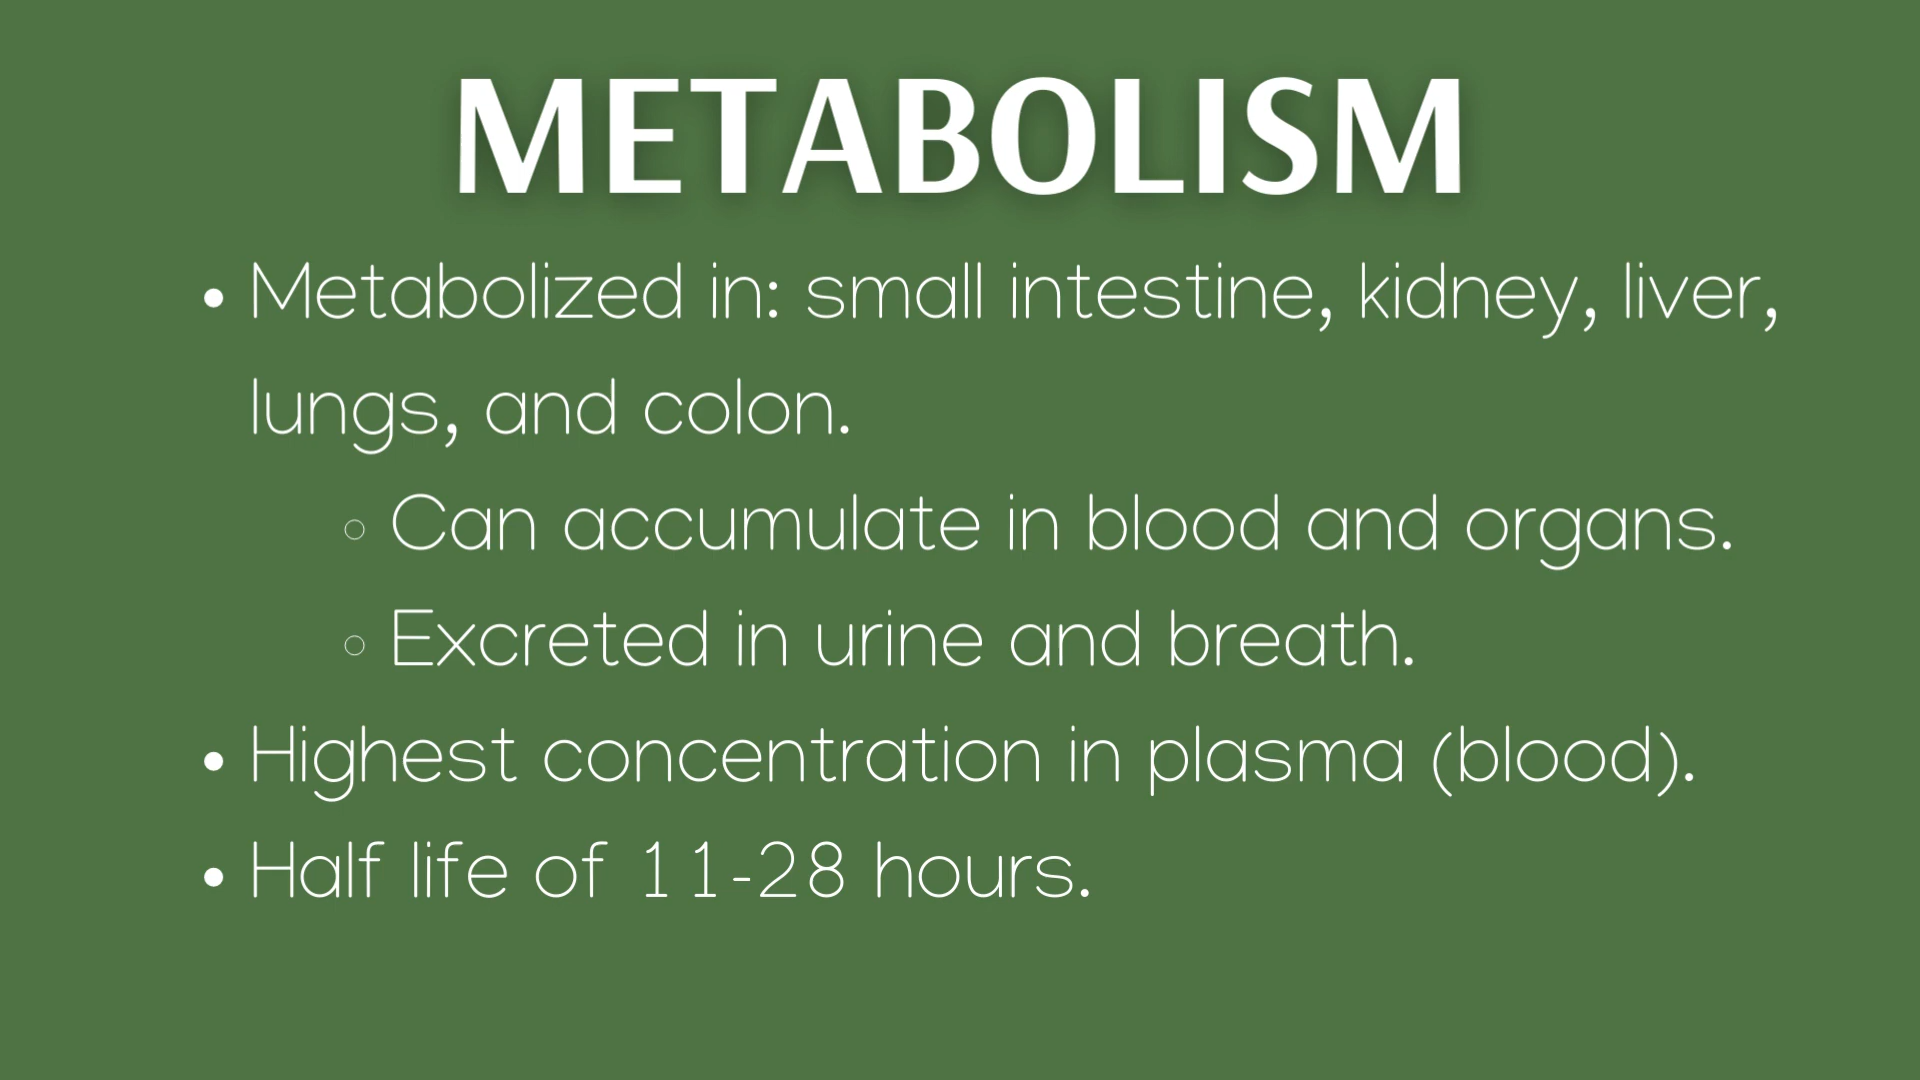 METABOLISM
• Metabolized in: small intestine, kidney, liver,
lungs, and colon.
◦ Can accumulate in blood and organs.
◦ Excreted in urine and breath.
• Highest concentration in plasma (blood).
• Half life of 11-28 hours.